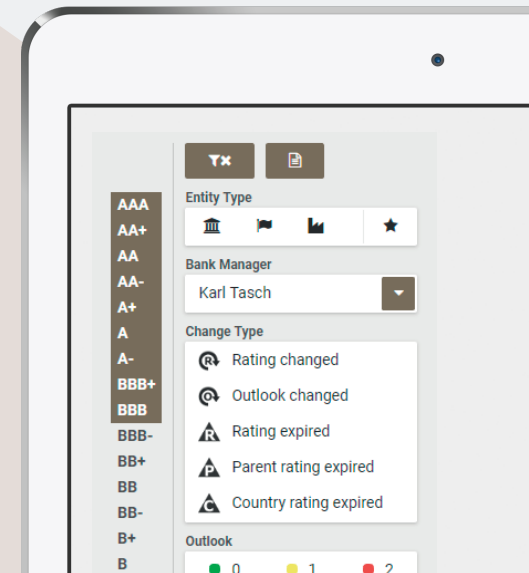 AAA
AA+
AA
AA-
A+
A
A-
BBB+
BBB
BBB-
BB+
BB
BB-
B+
B
Entity Type
Bank Manager
Karl Tasch
Change Type
R Rating changed
O Outlook changed
R Rating expired
P Parent rating expired
C Country rating expired
Outlook
0 1 2